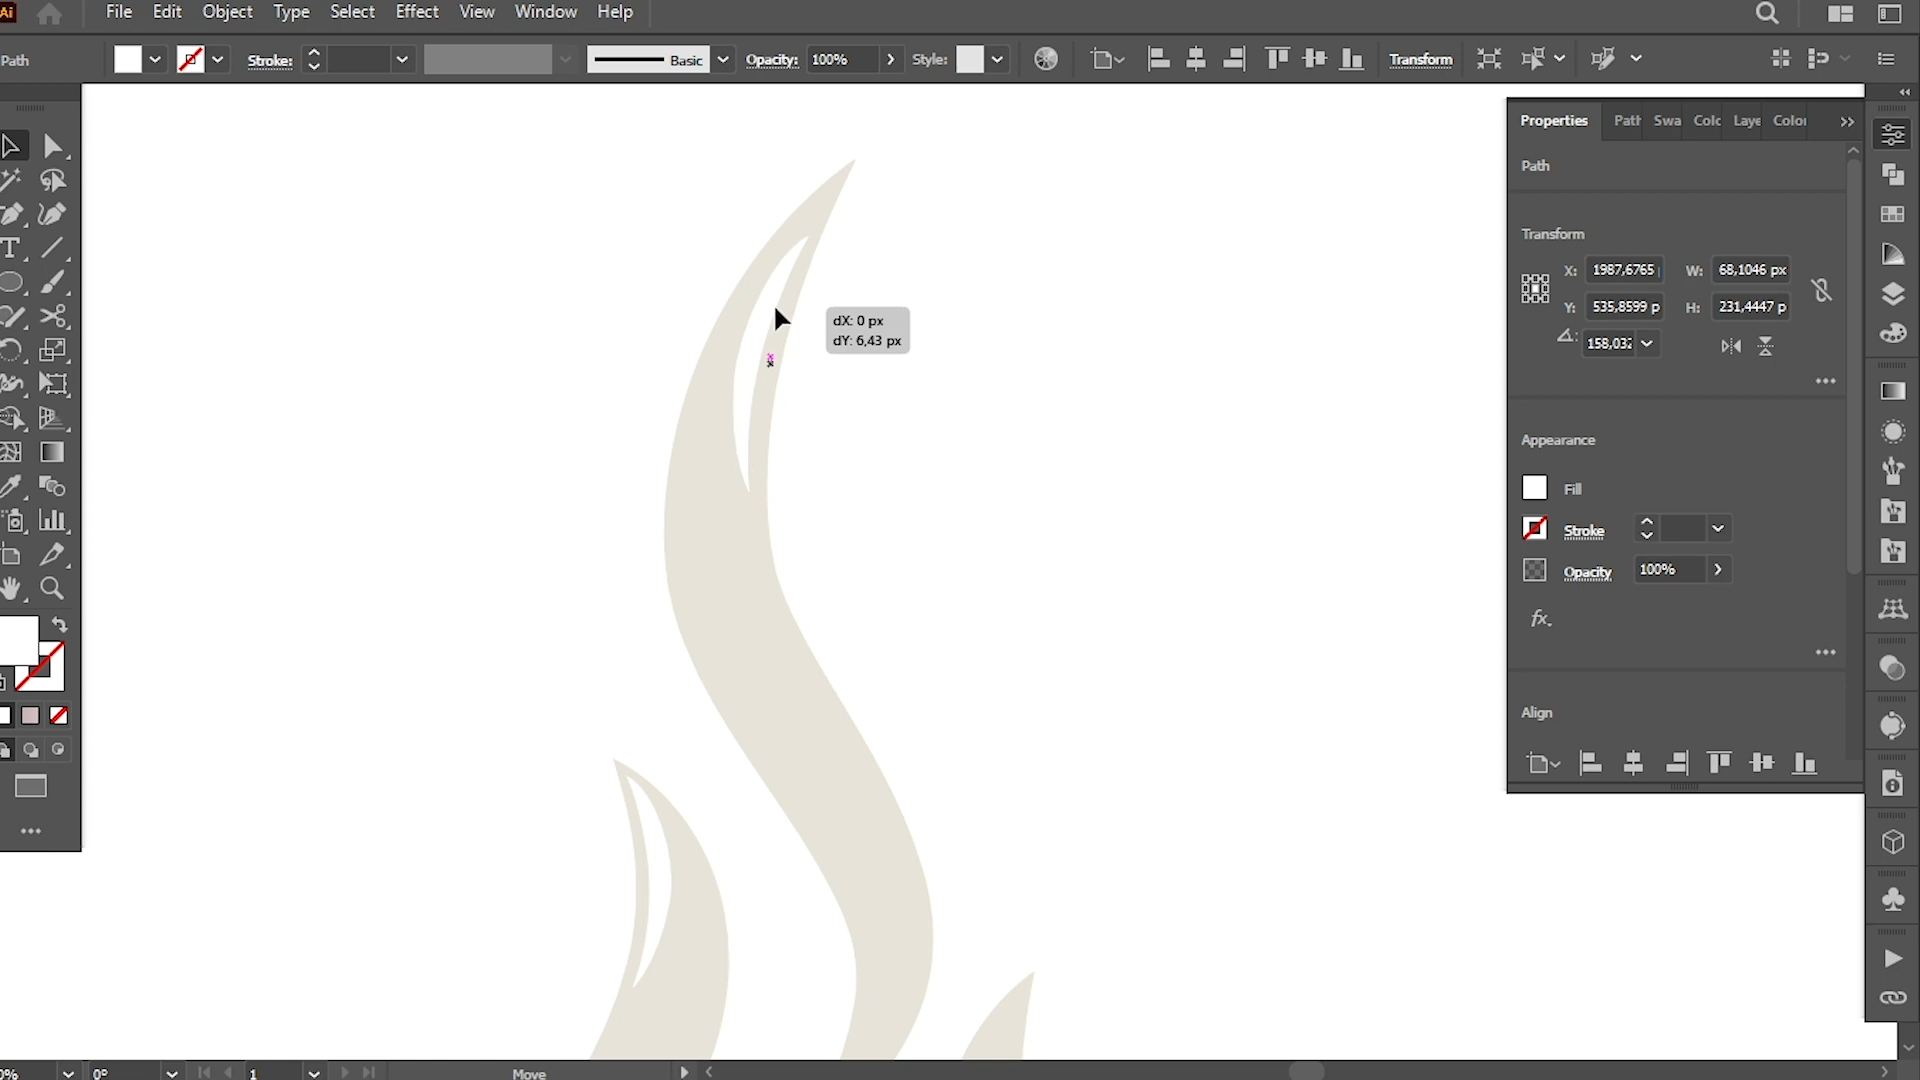 Ai File Edit Object Type Select Effect View Window Help
Path Stroke: Basic Opacity: 100% Style: Transform
Properties Path Swa Colo Laye Color
Path
Transform
X: 1987,6765 W: 68,1046 px
Y: 535,8599 p H: 231,4447 p
158,032
dX: 0 px
dY: 6,43 px
Appearance
Fill
Stroke
Opacity 100%
fx.
Align
0% 0° 1 Move